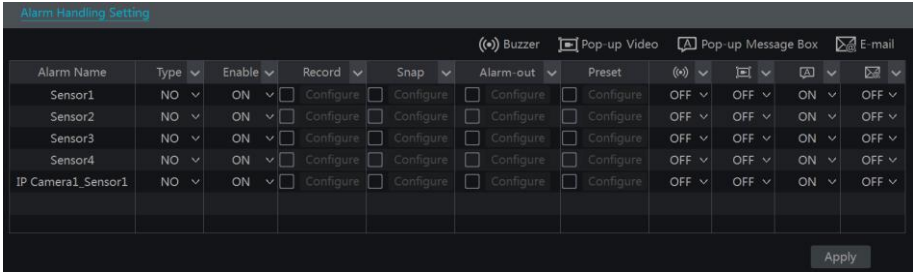 Alarm Handling Setting
Buzzer Pop-up Video Pop-up Message Box E-mail
Alarm Name Type Enable Record Snap Alarm-out Preset
Sensor1 NO ON Configure Configure Configure Configure OFF OFF ON OFF
Sensor2 NO ON Configure Configure Configure Configure OFF OFF ON OFF
Sensor3 NO ON Configure Configure Configure Configure OFF OFF ON OFF
Sensor4 NO ON Configure Configure Configure Configure OFF OFF ON OFF
IP Camera1_Sensor1 NO ON Configure Configure Configure Configure OFF OFF ON OFF
Apply